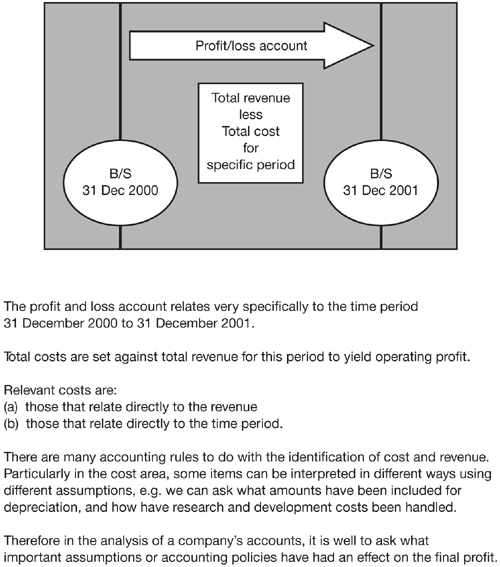 Profit/loss account
Total revenue
less
Total cost
for
specific period
B/S
31 Dec 2000
B/S
31 Dec 2001
The profit and loss account relates very specifically to the time period
31 December 2000 to 31 December 2001.
Total costs are set against total revenue for this period to yield operating profit.
Relevant costs are:
(a) those that relate directly to the revenue
(b) those that relate directly to the time period.
There are many accounting rules to do with the identification of cost and revenue.
Particularly in the cost area, some items can be interpreted in different ways using
different assumptions, e.g. we can ask what amounts have been included for
depreciation, and how have research and development costs been handled.
Therefore in the analysis of a company's accounts, it is well to ask what
important assumptions or accounting policies have had an effect on the final profit.